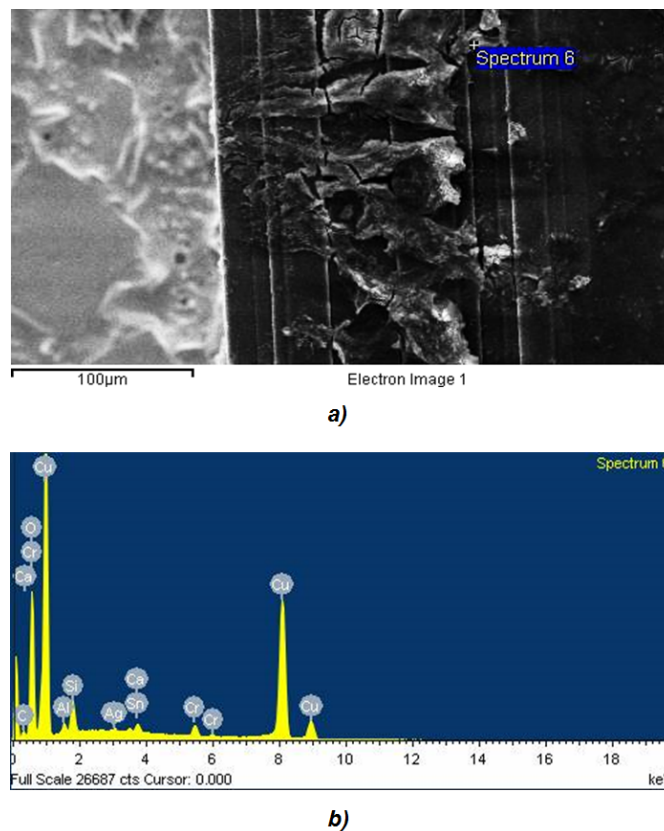 Spectrum 6
100µm Electron Image 1
a)
Spectrum
Cu
O
Cr
Ca
Cu
Si
Ca
C
Al
Ag
Sn
Cr
Cr
Cu
0 2 4 6 8 10 12 14 16 18
Full Scale 26687 cts Cursor: 0.000 ke
b)